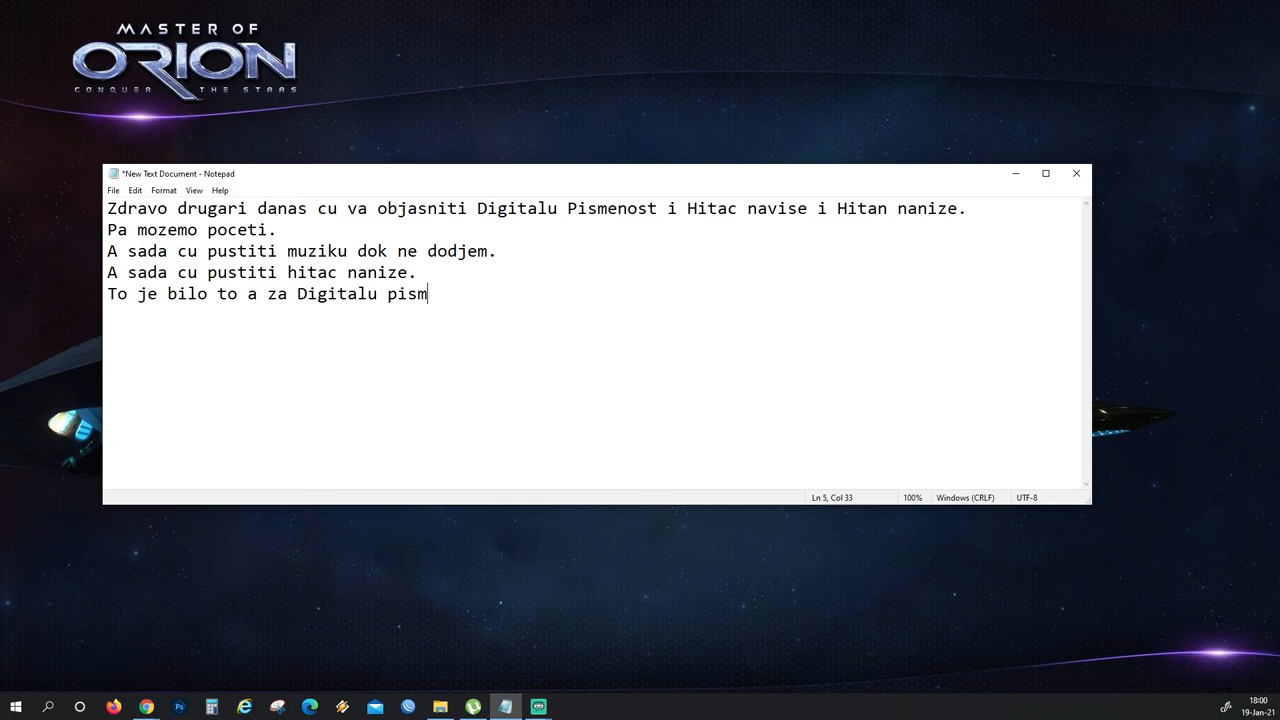 MASTER OF
ORION
CONQUER THE STARS
*New Text Document - Notepad
File Edit Format View Help
Zdravo drugari danas cu va objasniti Digitalu Pismenost i Hitac navise i Hitan nanize.
Pa mozemo poceti.
A sada cu pustiti muziku dok ne dodjem.
A sada cu pustiti hitac nanize.
To je bilo to a za Digitalu pism
Ln 5, Col 33 100% Windows (CRLF) UTF-8
Ps
18:00
19-Jan-21